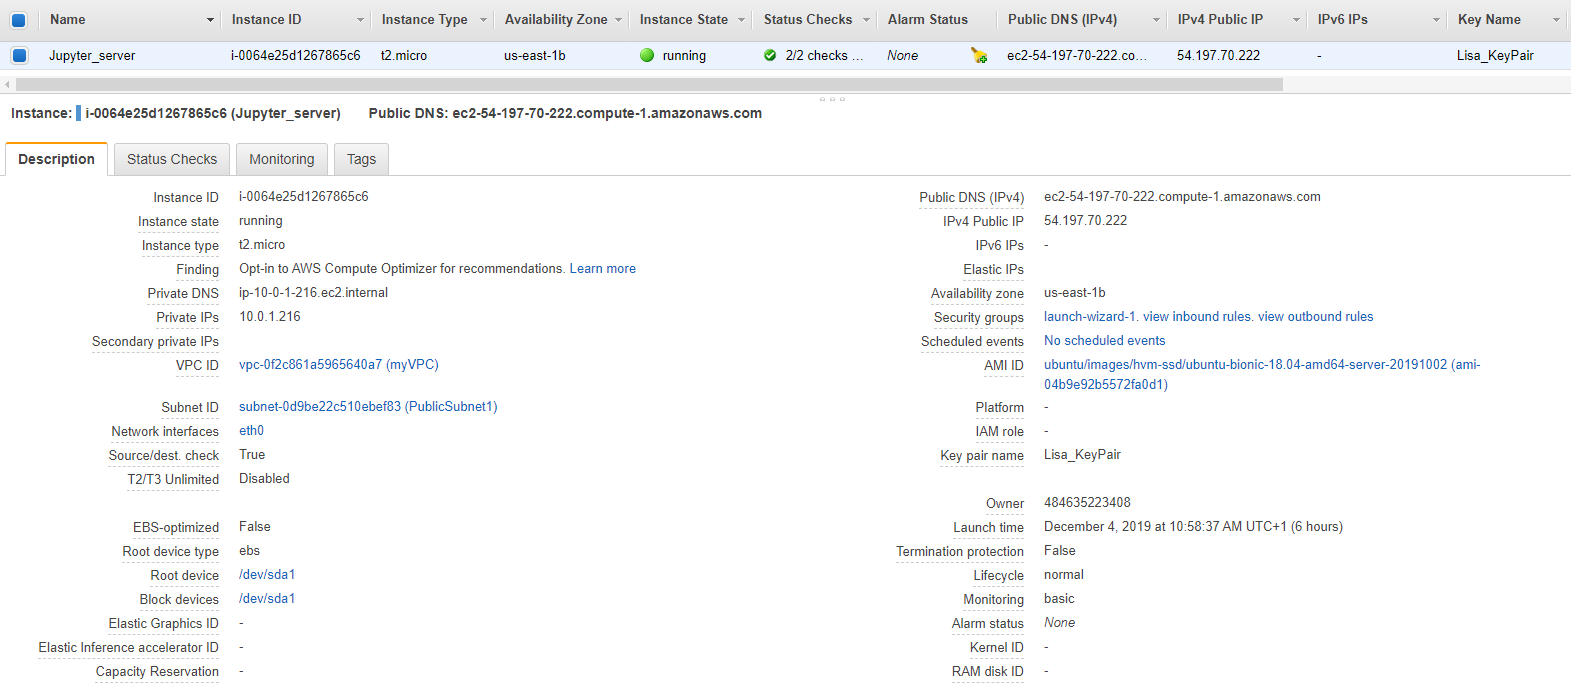 Name Instance ID Instance Type Availability Zone Instance State Status Checks Alarm Status Public DNS (IPv4) IPv4 Public IP IPv6 IPs Key Name
Jupyter_server i-0064e25d1267865c6 t2.micro us-east-1b running 2/2 checks ... None ec2-54-197-70-222.co... 54.197.70.222 - Lisa_KeyPair
Instance: i-0064e25d1267865c6 (Jupyter_server) Public DNS: ec2-54-197-70-222.compute-1.amazonaws.com
Description Status Checks Monitoring Tags
Instance ID i-0064e25d1267865c6 Public DNS (IPv4) ec2-54-197-70-222.compute-1.amazonaws.com
Instance state running IPv4 Public IP 54.197.70.222
Instance type t2.micro IPv6 IPs -
Finding Opt-in to AWS Compute Optimizer for recommendations. Learn more Elastic IPs
Private DNS ip-10-0-1-216.ec2.internal Availability zone us-east-1b
Private IPs 10.0.1.216 Security groups launch-wizard-1. view inbound rules. view outbound rules
Secondary private IPs Scheduled events No scheduled events
VPC ID vpc-0f2c861a5965640a7 (myVPC) AMI ID ubuntu/images/hvm-ssd/ubuntu-bionic-18.04-amd64-server-20191002 (ami-
04b9e92b5572fa0d1)
Subnet ID subnet-0d9be22c510ebef83 (PublicSubnet1) Platform -
Network interfaces eth0 IAM role -
Source/dest. check True Key pair name Lisa_KeyPair
T2/T3 Unlimited Disabled
Owner 484635223408
EBS-optimized False Launch time December 4, 2019 at 10:58:37 AM UTC+1 (6 hours)
Root device type ebs Termination protection False
Root device /dev/sda1 Lifecycle normal
Block devices /dev/sda1 Monitoring basic
Elastic Graphics ID - Alarm status None
Elastic Inference accelerator ID - Kernel ID -
Capacity Reservation - RAM disk ID -